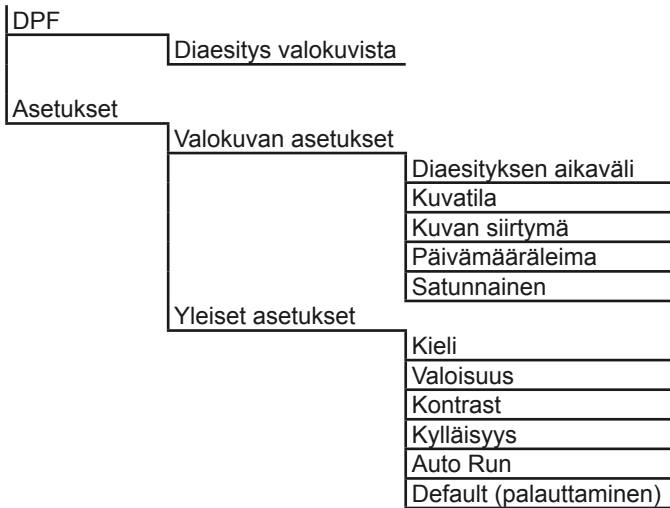 DPF
Diaesitys valokuvista
Asetukset
Valokuvan asetukset
Diaesityksen aikaväli
Kuvatila
Kuvan siirtymä
Päivämääräleima
Satunnainen
Yleiset asetukset
Kieli
Valoisuus
Kontrast
Kylläisyys
Auto Run
Default (palauttaminen)